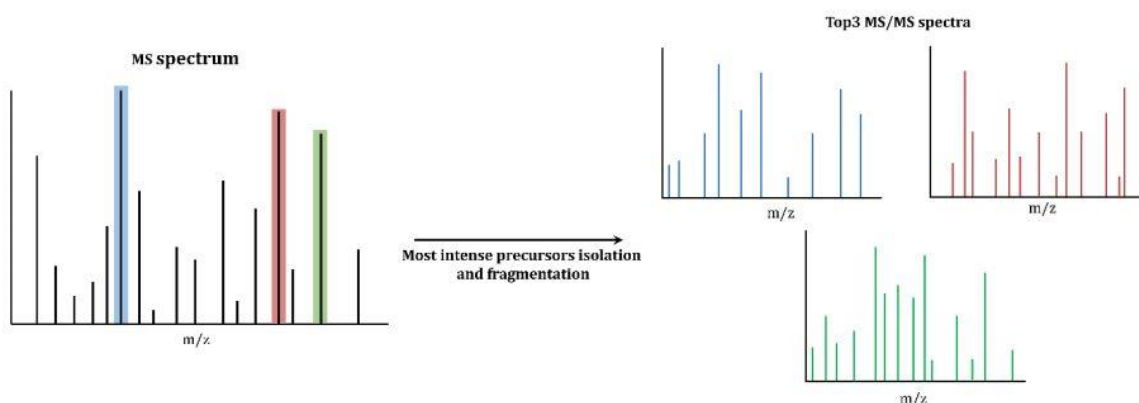 Top3 MS/MS spectra
MS spectrum
m/z
Most intense precursors isolation
and fragmentation
m/z
m/z
m/z